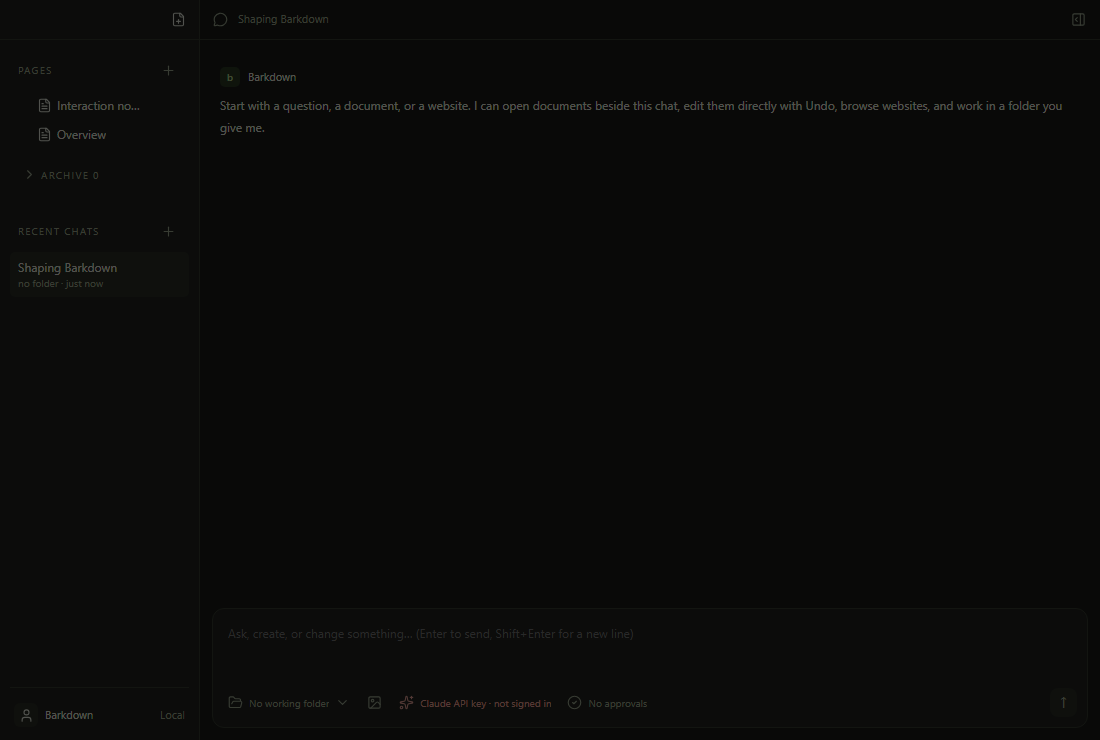 Shaping Barkdown
PAGES
Interaction no...
Overview
ARCHIVE 0
RECENT CHATS
Shaping Barkdown
no folder · just now
Barkdown
Local
b
Barkdown
Start with a question, a document, or a website. I can open documents beside this chat, edit them directly with Undo, browse websites, and work in a folder you
give me.
Ask, create, or change something... (Enter to send, Shift+Enter for a new line)
No working folder
Claude API key · not signed in
No approvals